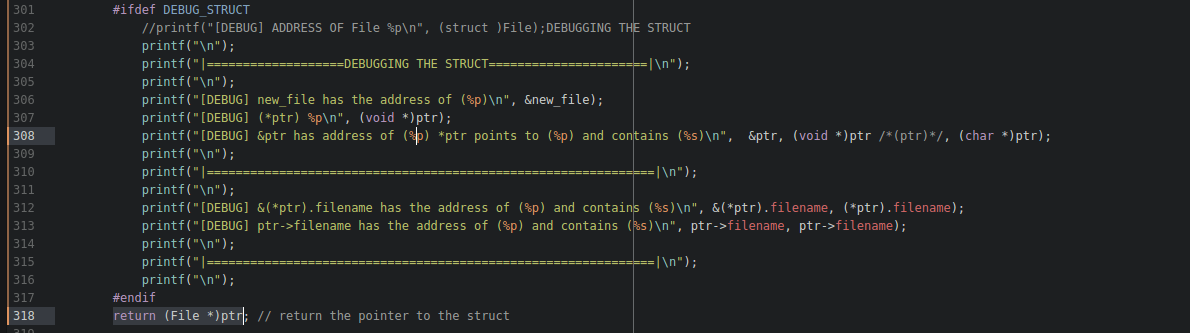 301 #ifdef DEBUG_STRUCT
302 //printf("[DEBUG] ADDRESS OF File %p\n", (struct )File);DEBUGGING THE STRUCT
303 printf("\n");
304 printf("|===================DEBUGGING THE STRUCT======================|\n");
305 printf("\n");
306 printf("[DEBUG] new_file has the address of (%p)\n", &new_file);
307 printf("[DEBUG] (*ptr) %p\n", (void *)ptr);
308 printf("[DEBUG] &ptr has address of (%p) *ptr points to (%p) and contains (%s)\n",  &ptr, (void *)ptr /*(ptr)*/, (char *)ptr);
309 printf("\n");
310 printf("|==============================================================|\n");
311 printf("\n");
312 printf("[DEBUG] &(*ptr).filename has the address of (%p) and contains (%s)\n", &(*ptr).filename, (*ptr).filename);
313 printf("[DEBUG] ptr->filename has the address of (%p) and contains (%s)\n", ptr->filename, ptr->filename);
314 printf("\n");
315 printf("|==============================================================|\n");
316 printf("\n");
317 #endif
318 return (File *)ptr; // return the pointer to the struct